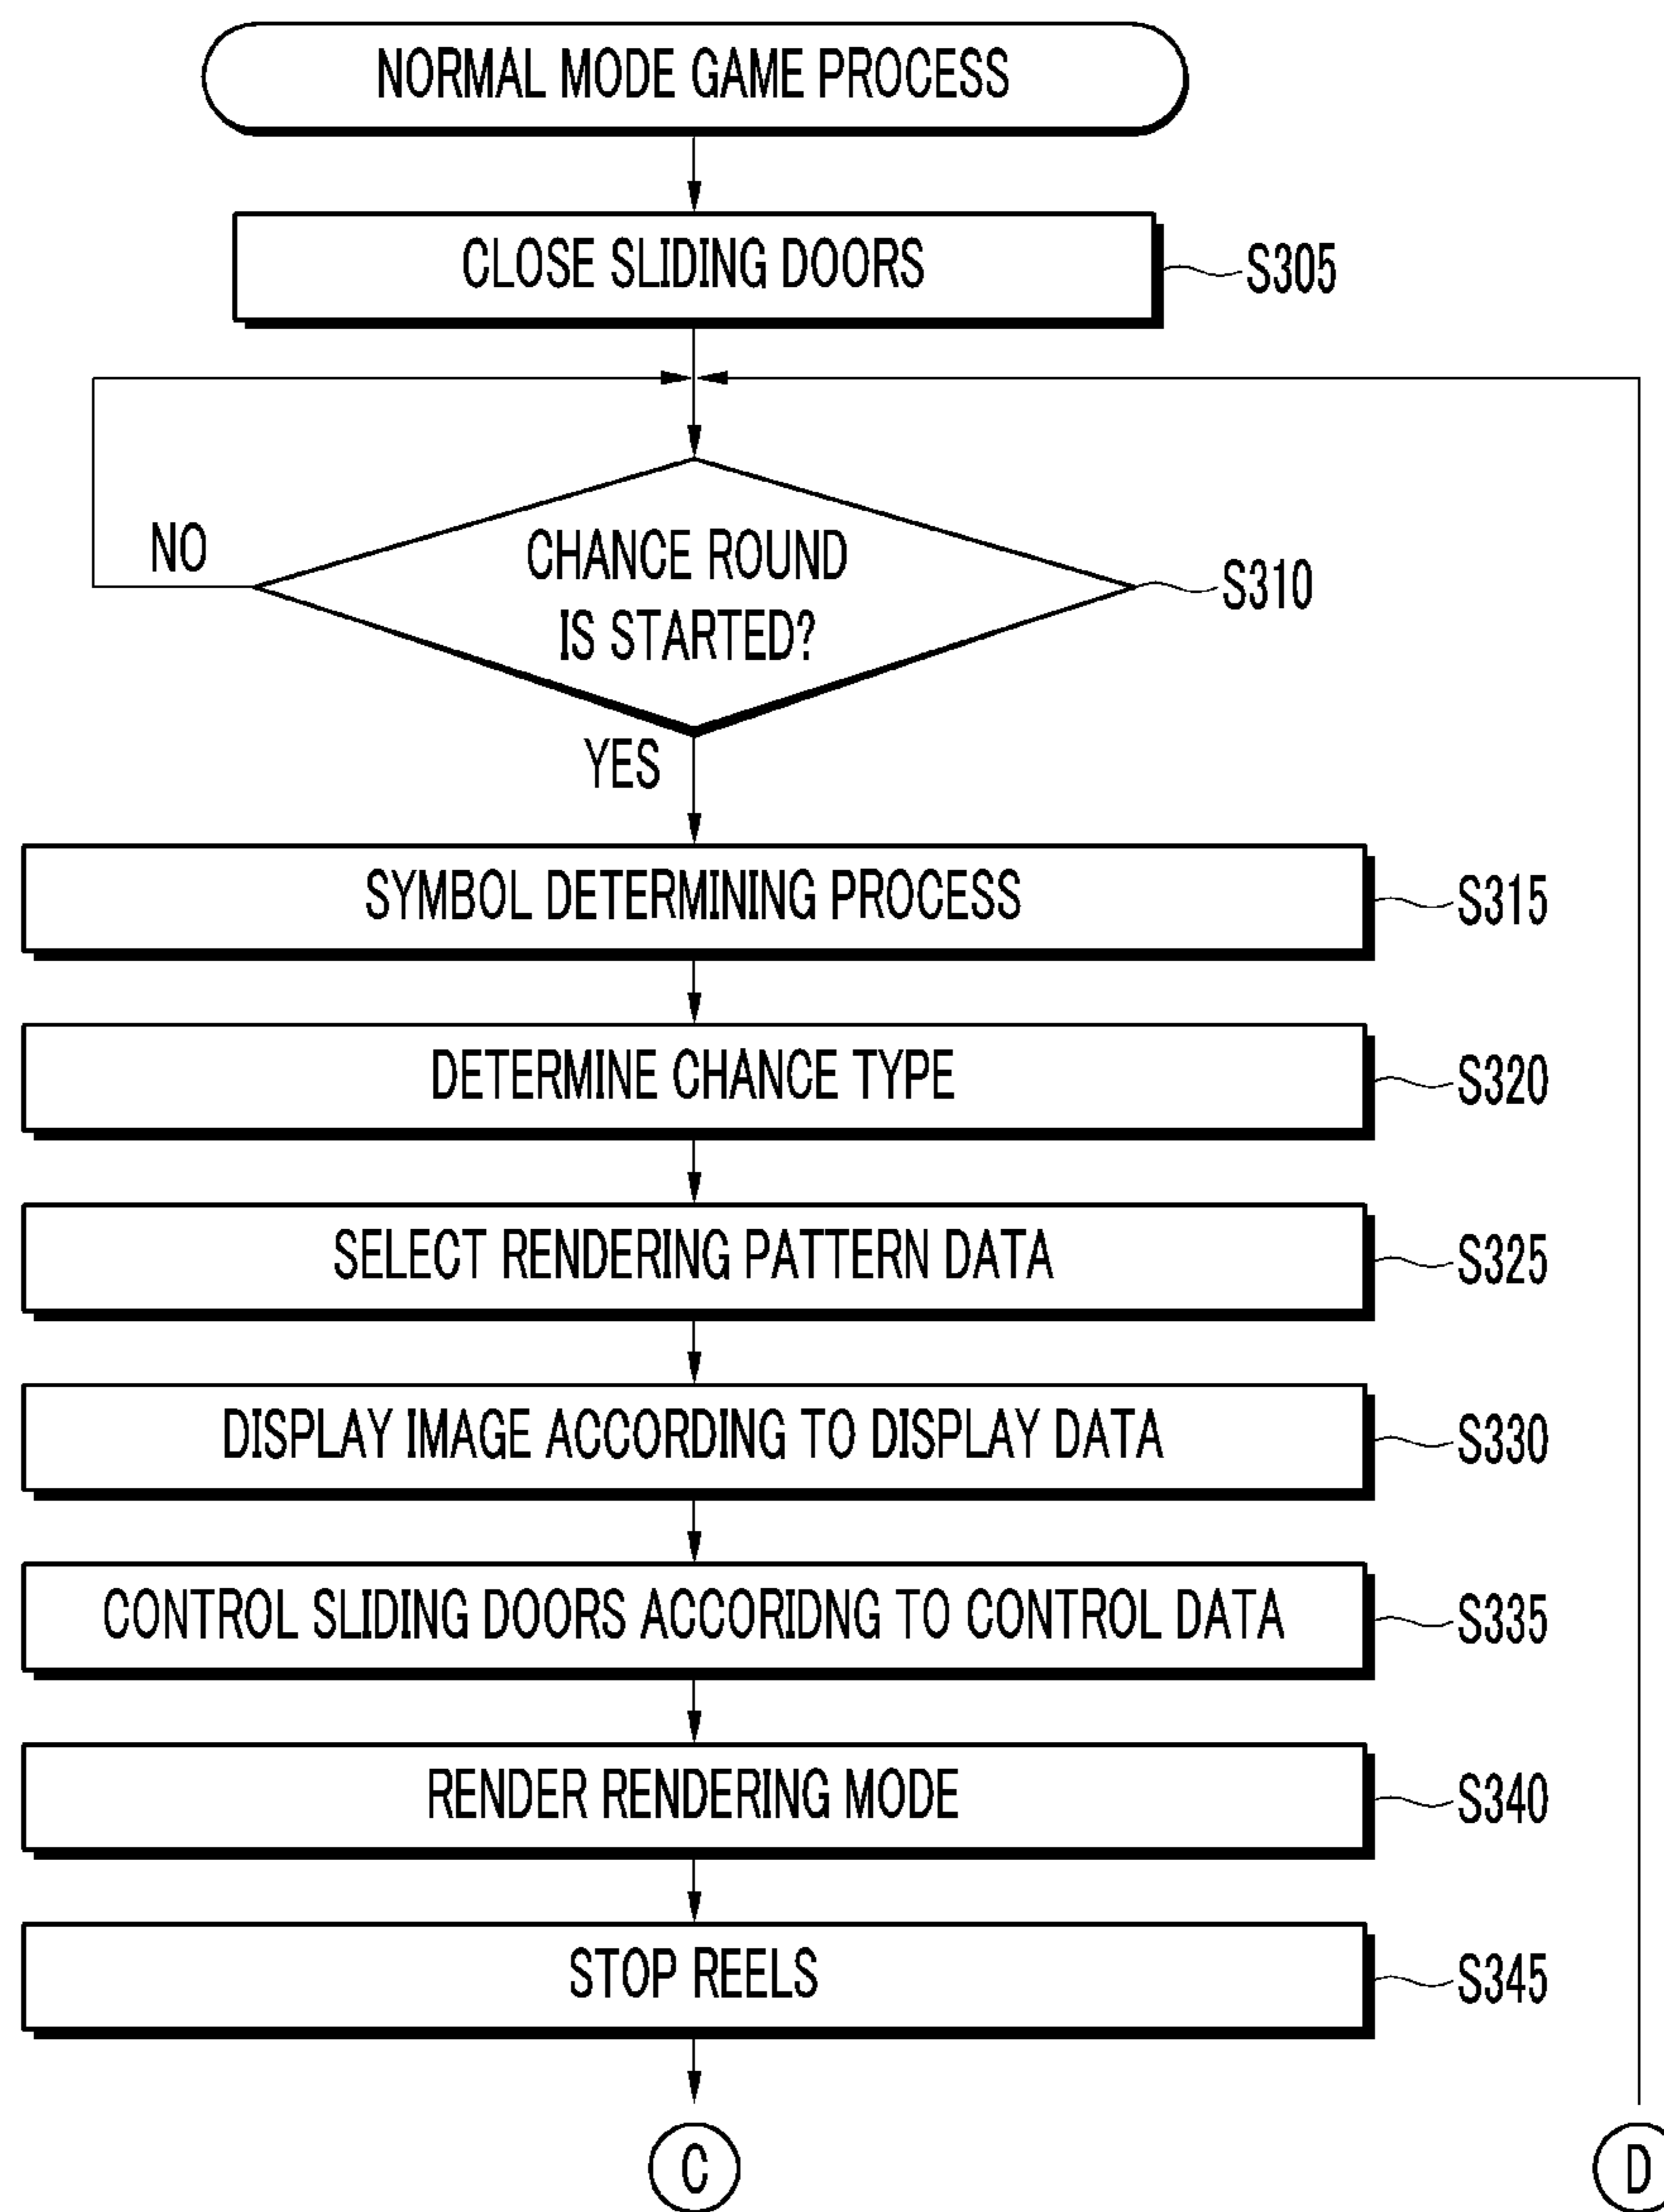 NORMAL MODE GAME PROCESS
CLOSE SLIDING DOORS
S305
NO
CHANCE ROUND
IS STARTED?
S310
YES
SYMBOL DETERMINING PROCESS
S315
DETERMINE CHANCE TYPE
S320
SELECT RENDERING PATTERN DATA
S325
DISPLAY IMAGE ACCORDING TO DISPLAY DATA
S330
CONTROL SLIDING DOORS ACCORIDNG TO CONTROL DATA
S335
RENDER RENDERING MODE
S340
STOP REELS
S345
C
D